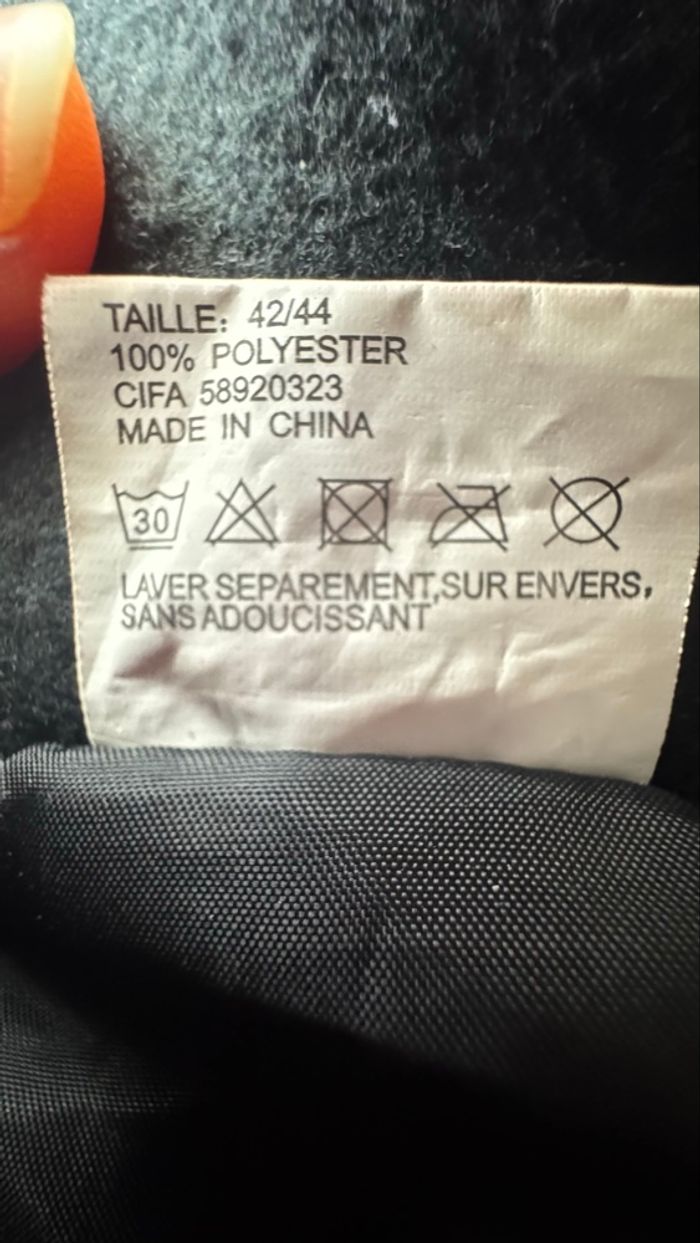 TAILLE: 42/44
100% POLYESTER
CIFA 58920323
MADE IN CHINA
30
LAVER SEPAREMENT,SUR ENVERS,
SANS ADOUCISSANT